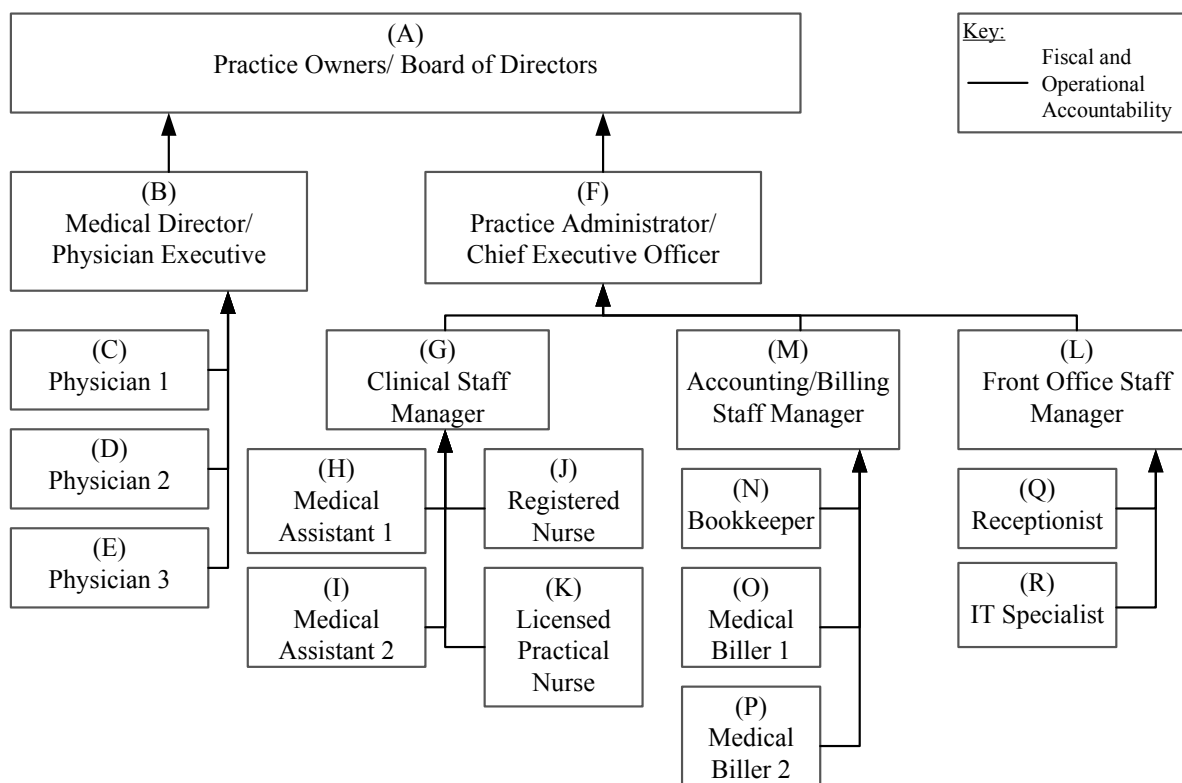 (A)
Practice Owners/ Board of Directors
Key:
Fiscal and
Operational
Accountability
(B)
Medical Director/
Physician Executive
(F)
Practice Administrator/
Chief Executive Officer
(C)
Physician 1
(D)
Physician 2
(E)
Physician 3
(G)
Clinical Staff
Manager
(H)
Medical
Assistant 1
(J)
Registered
Nurse
(I)
Medical
Assistant 2
(K)
Licensed
Practical
Nurse
(M)
Accounting/Billing
Staff Manager
(N)
Bookkeeper
(O)
Medical
Biller 1
(P)
Medical
Biller 2
(L)
Front Office Staff
Manager
(Q)
Receptionist
(R)
IT Specialist